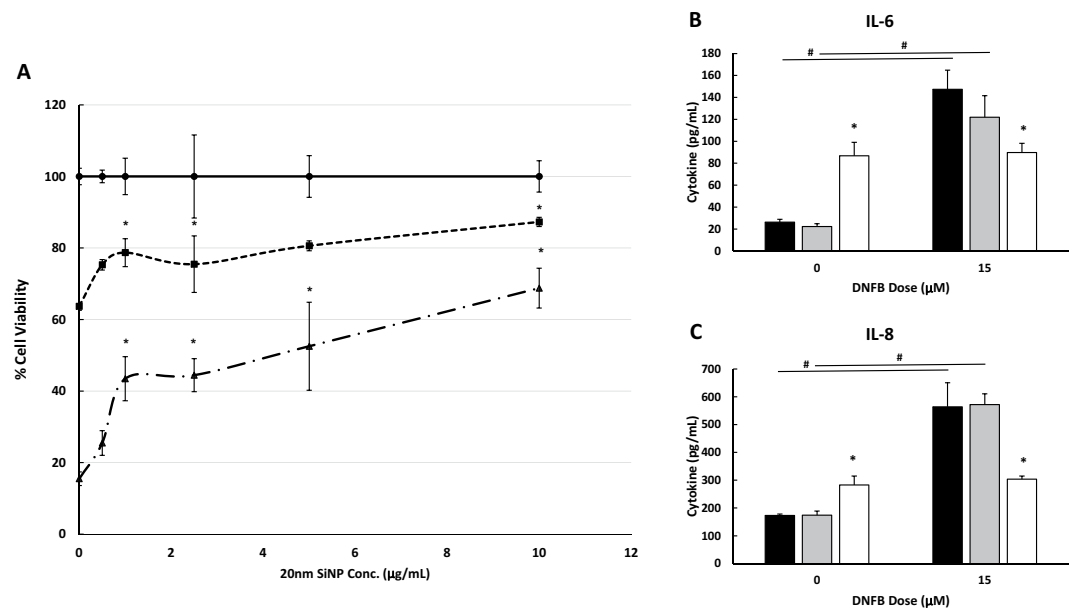 A
120
100
80
60
40
20
0
* * * *
* * *
0 2 4 6 8 10 12
% Cell Viability
20nm SiNP Conc. (µg/mL)
B
IL-6
# #
180
160
140
120
100
80
60
40
20
0
* *
0 15
Cytokine (pg/mL)
DNFB Dose (µM)
C
IL-8
# #
700
600
500
400
300
200
100
0
* *
0 15
Cytokine (pg/mL)
DNFB Dose (µM)